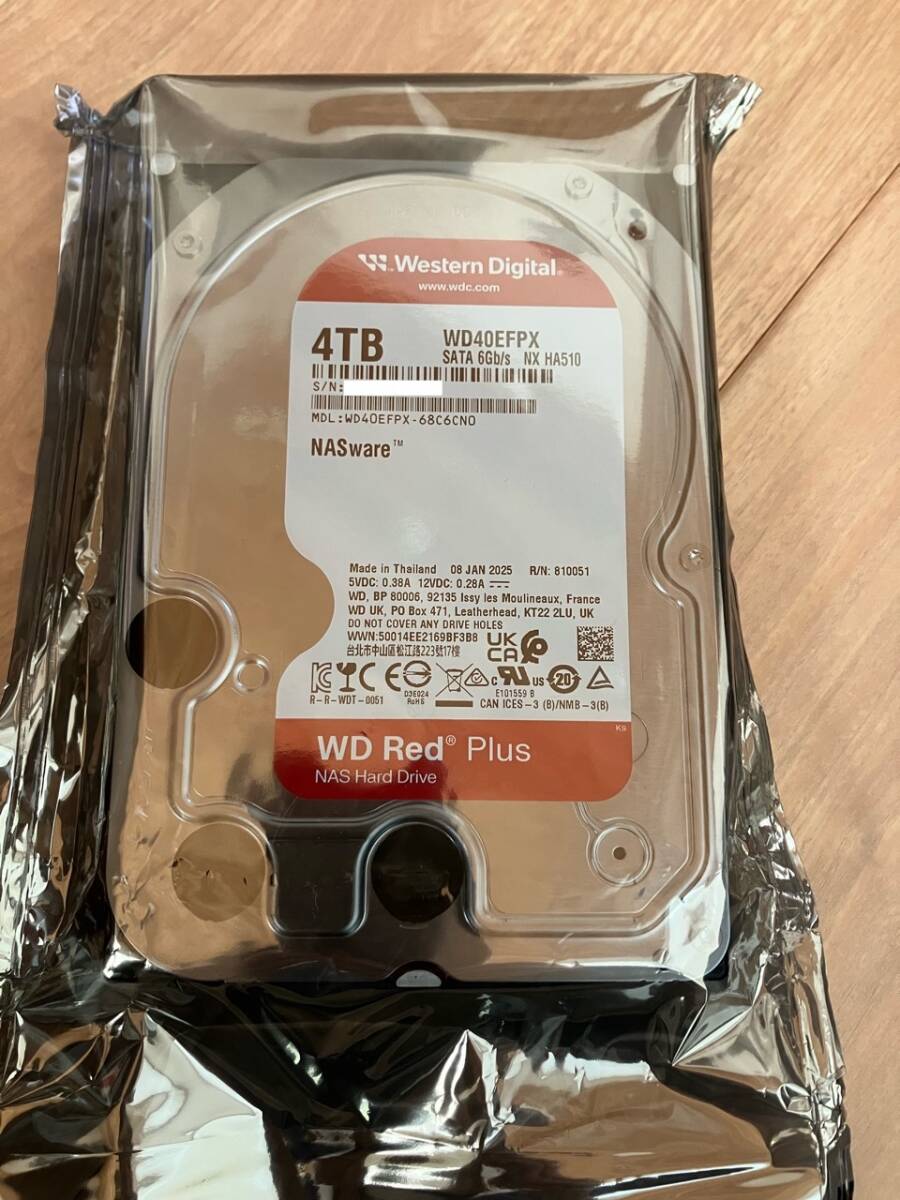 Western Digital®
www.wdc.com
4TB WD40EFPX
SATA 6Gb/s NX HA510
S/N:
MDL:WD40EFPX-68C6CN0
NASware™
Made in Thailand 08 JAN 2025 R/N: 810051
5VDC: 0.38A 12VDC: 0.28A
WD, BP 80006, 92135 Issy les Moulineaux, France
WD UK, PO Box 471, Leatherhead, KT22 2LU, UK
DO NOT COVER ANY DRIVE HOLES
WWN:50014EE2169BF3B8 UK
CA
台北市中山區松江路223號17樓
R-R-WDT-0051 D3E024
RoHS
c US 20
E101559 B
CAN ICES-3 (B)/NMB-3(B)
KS
WD Red® Plus
NAS Hard Drive